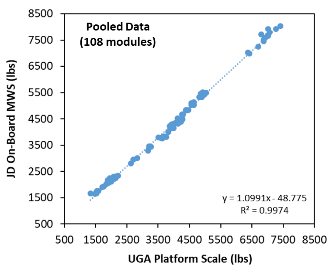 8500
7500
6500
5500
4500
3500
2500
1500
500
JD On-Board MWS (lbs)
Pooled Data
(108 modules)
y = 1.0991x - 48.775
R² = 0.9974
500 1500 2500 3500 4500 5500 6500 7500 8500
UGA Platform Scale (lbs)